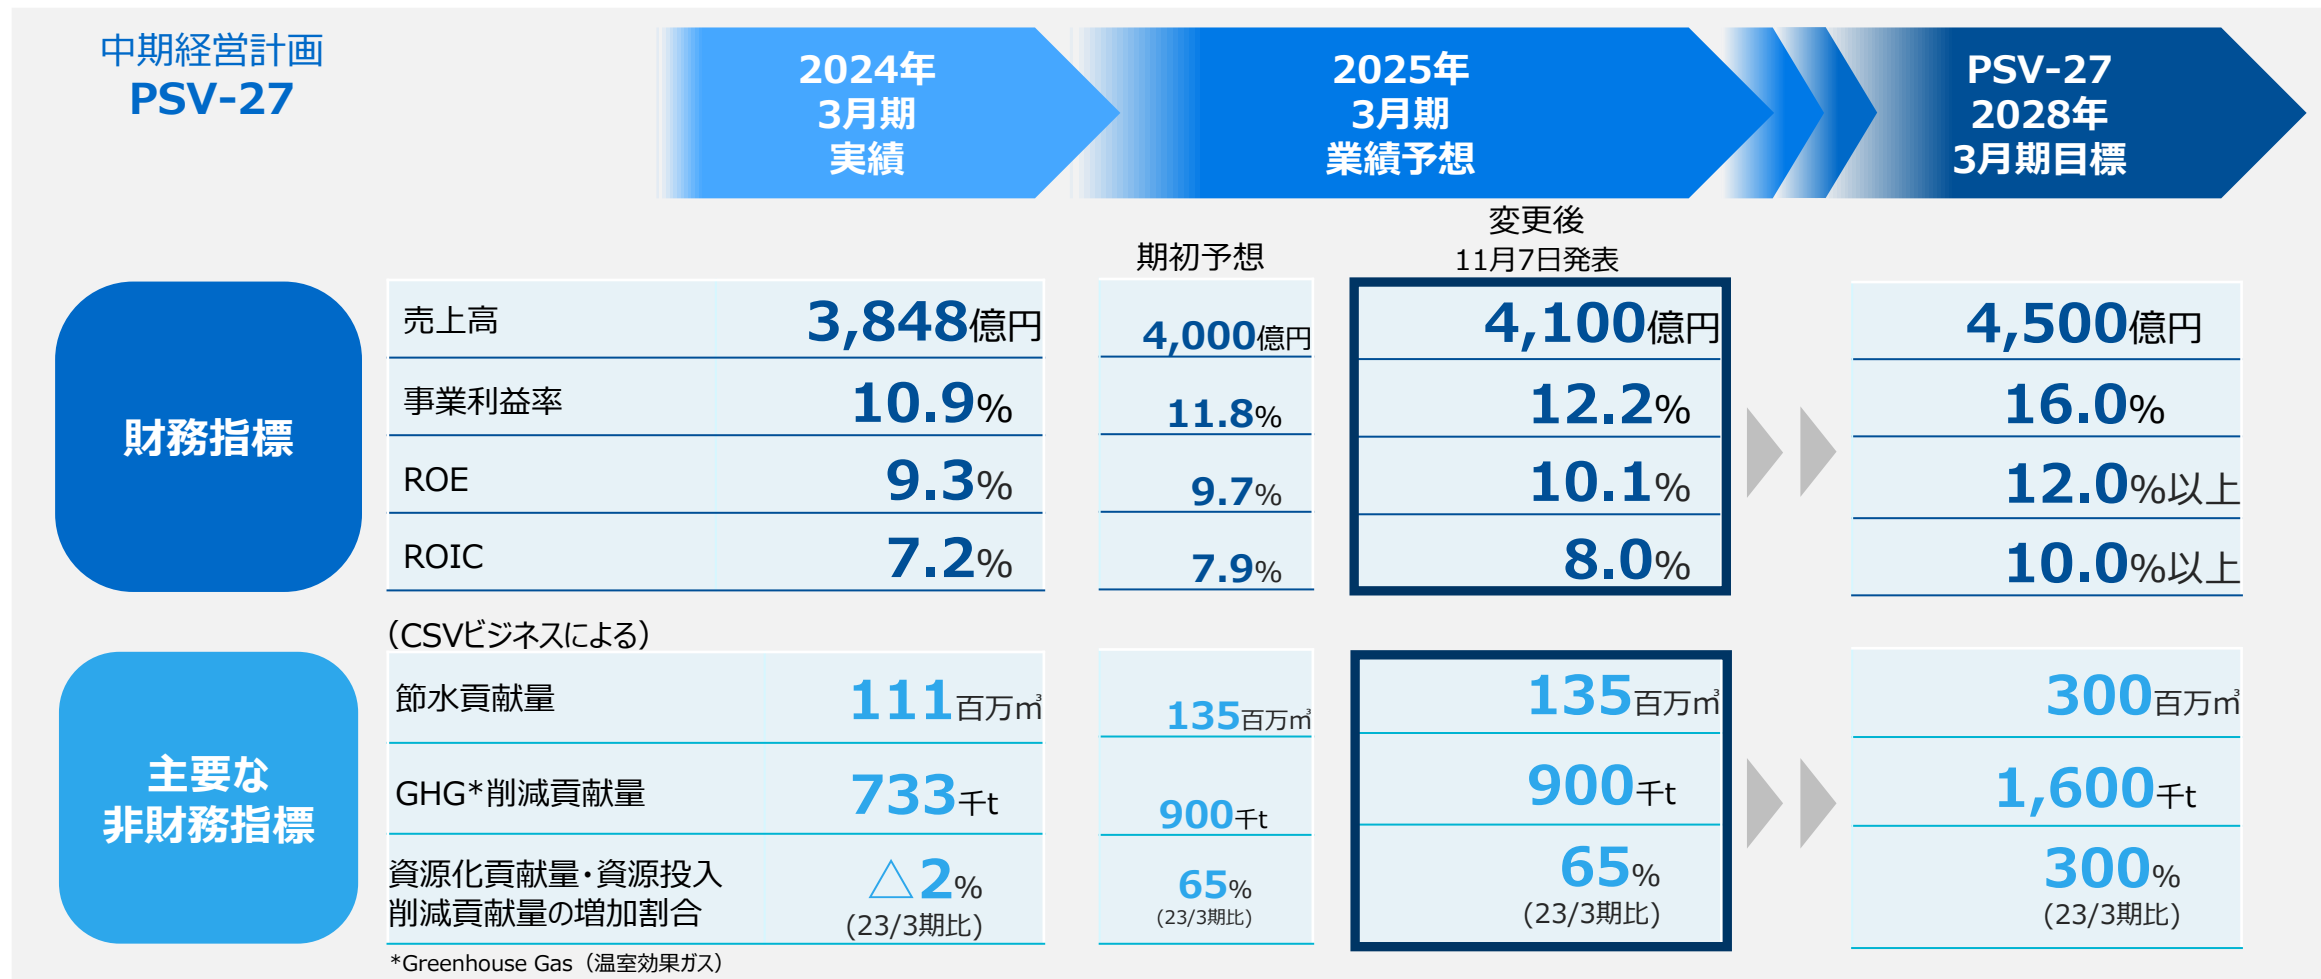 中期経営計画
PSV-27
2024年
3月期
実績
2025年
3月期
業績予想
PSV-27
2028年
3月期目標
期初予想
変更後
11月7日発表
財務指標
売上高 3,848億円 4,000億円 4,100億円 4,500億円
事業利益率 10.9% 11.8% 12.2% 16.0%
ROE 9.3% 9.7% 10.1% 12.0%以上
ROIC 7.2% 7.9% 8.0% 10.0%以上
（CSVビジネスによる）
主要な
非財務指標
節水貢献量 111百万㎥ 135百万㎥ 135百万㎥ 300百万㎥
GHG*削減貢献量 733千t 900千t 900千t 1,600千t
資源化貢献量・資源投入
削減貢献量の増加割合
△2% 65% 65% 300%
(23/3期比) (23/3期比) (23/3期比) (23/3期比)
*Greenhouse Gas（温室効果ガス）